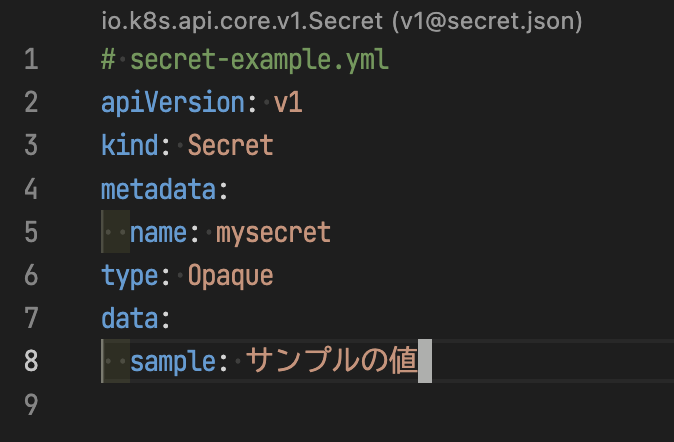 io.k8s.api.core.v1.Secret (v1@secret.json)
1 # secret-example.yml
2 apiVersion: v1
3 kind: Secret
4 metadata:
5   name: mysecret
6 type: Opaque
7 data:
8   sample: サンプルの値
9